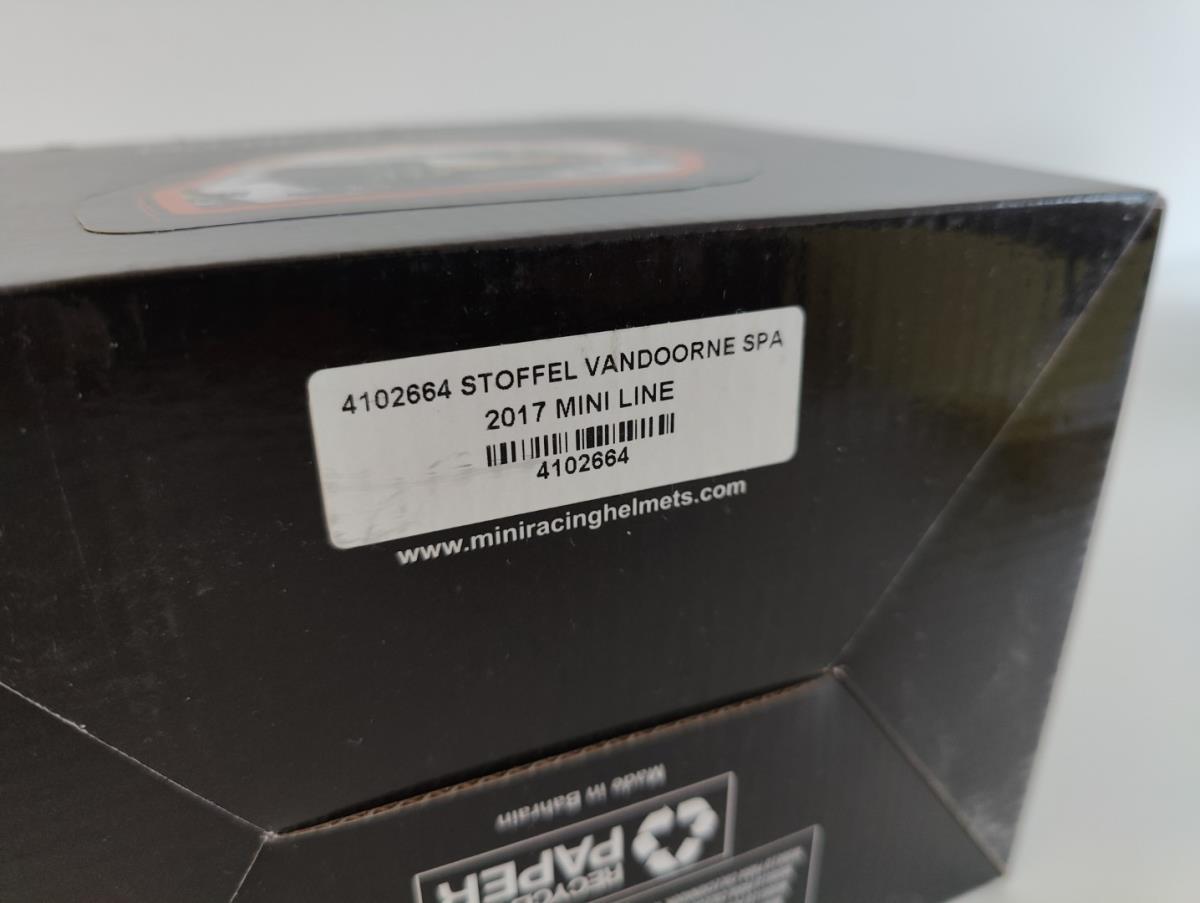 4102664 STOFFEL VANDOORNE SPA
2017 MINI LINE
4102664
www.miniracinghelmets.com
Made in Bahrain
PAPER